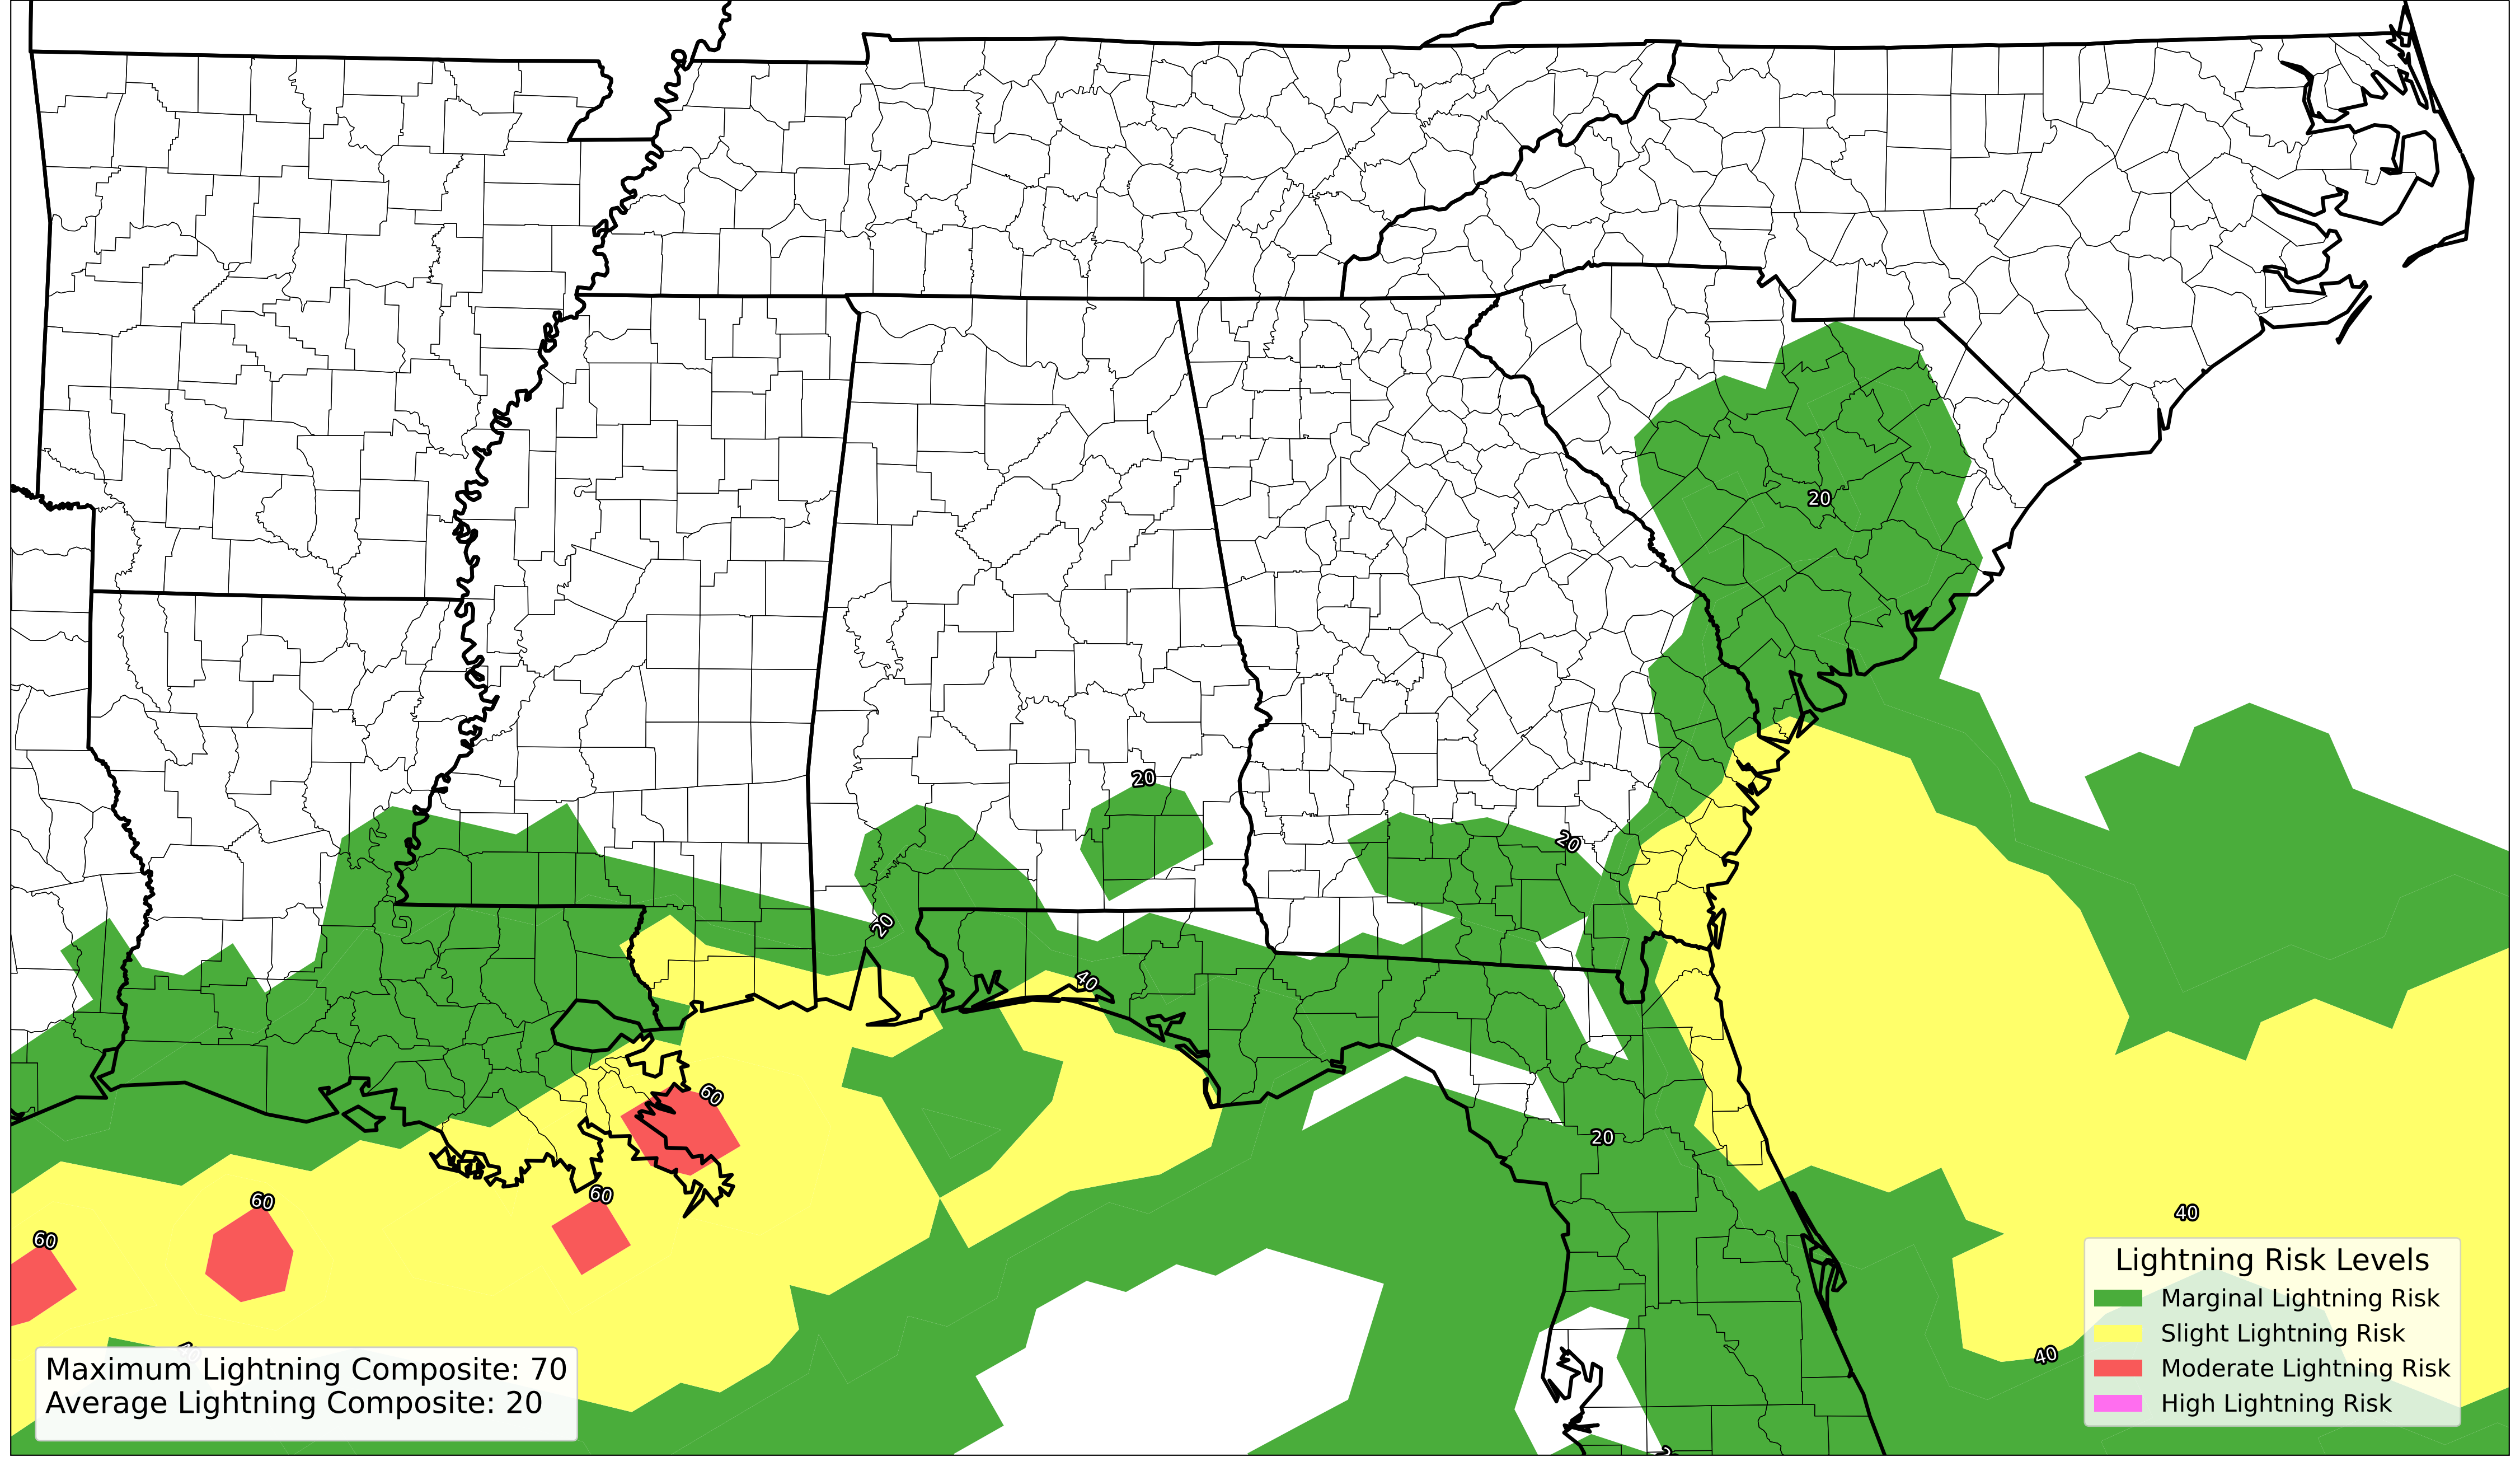 20
20
20
20
40
60
20
60
60
40
60
40
Lightning Risk Levels
Marginal Lightning Risk
Slight Lightning Risk
Moderate Lightning Risk
High Lightning Risk
Maximum Lightning Composite: 70
Average Lightning Composite: 20